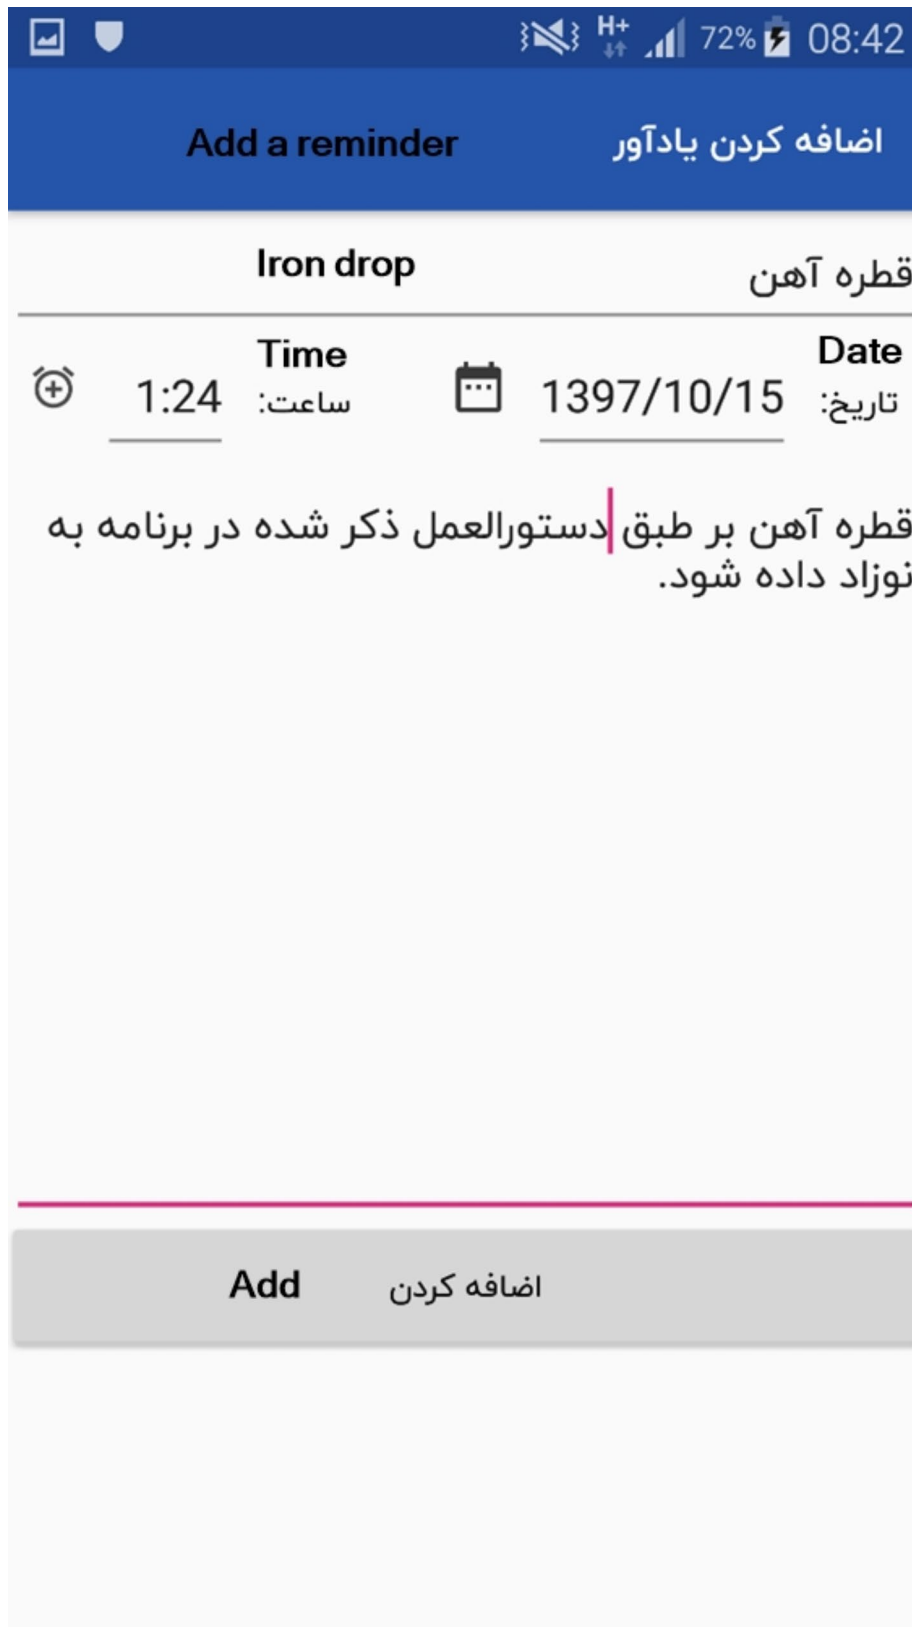 H+ 72% 08:42
اضافه کردن یادآور Add a reminder
قطره آهن Iron drop
Date Time
تاریخ: 1397/10/15 ساعت: 1:24
قطره آهن بر طبق دستورالعمل ذکر شده در برنامه به
نوزاد داده شود.
اضافه کردن Add